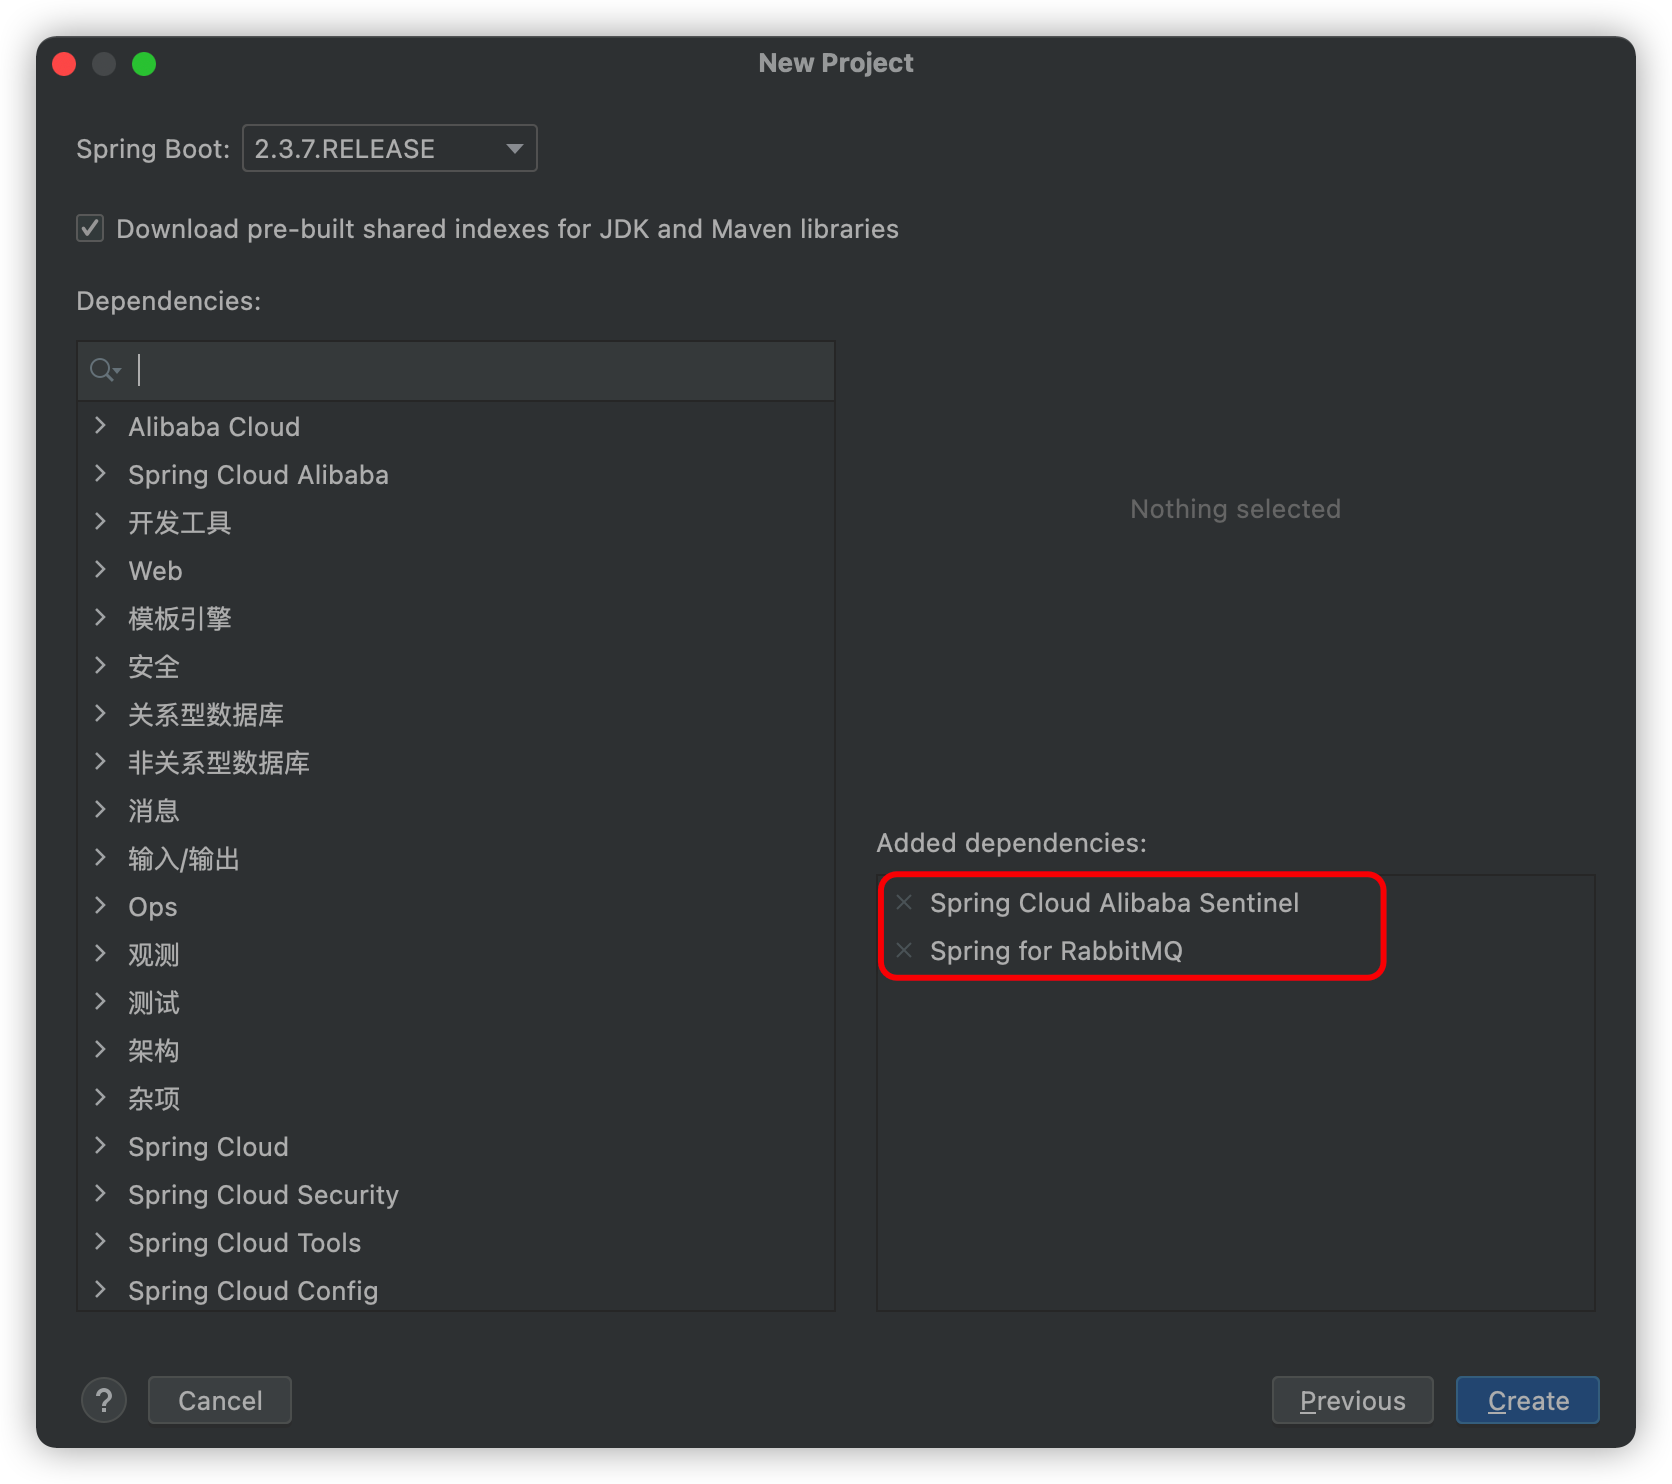 New Project
Spring Boot: 2.3.7.RELEASE
Download pre-built shared indexes for JDK and Maven libraries
Dependencies:
Alibaba Cloud
Spring Cloud Alibaba
开发工具
Web
模板引擎
安全
关系型数据库
非关系型数据库
消息
输入/输出
Ops
观测
测试
架构
杂项
Spring Cloud
Spring Cloud Security
Spring Cloud Tools
Spring Cloud Config
Nothing selected
Added dependencies:
Spring Cloud Alibaba Sentinel
Spring for RabbitMQ
? Cancel Previous Create